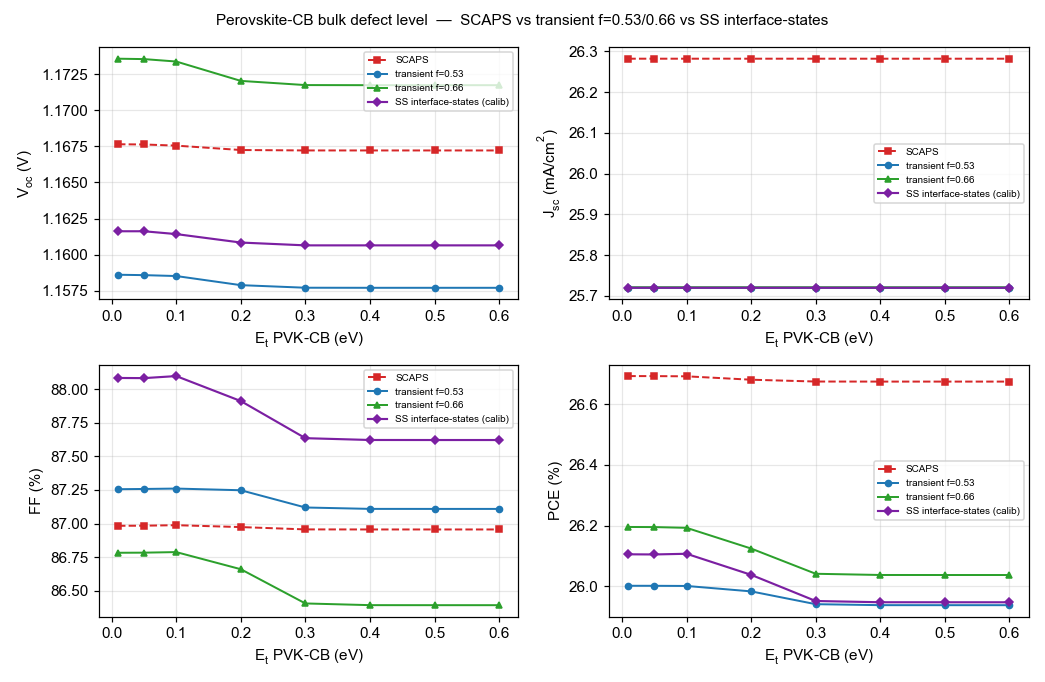 Perovskite-CB bulk defect level — SCAPS vs transient f=0.53/0.66 vs SS interface-states
1.1725
1.1700
1.1675
1.1650
1.1625
1.1600
1.1575
V_oc (V)
0.0 0.1 0.2 0.3 0.4 0.5 0.6
E_t PVK-CB (eV)
SCAPS
transient f=0.53
transient f=0.66
SS interface-states (calib)
26.3
26.2
26.1
26.0
25.9
25.8
25.7
J_sc (mA/cm^2)
0.0 0.1 0.2 0.3 0.4 0.5 0.6
E_t PVK-CB (eV)
SCAPS
transient f=0.53
transient f=0.66
SS interface-states (calib)
88.00
87.75
87.50
87.25
87.00
86.75
86.50
FF (%)
0.0 0.1 0.2 0.3 0.4 0.5 0.6
E_t PVK-CB (eV)
SCAPS
transient f=0.53
transient f=0.66
SS interface-states (calib)
26.6
26.4
26.2
26.0
PCE (%)
0.0 0.1 0.2 0.3 0.4 0.5 0.6
E_t PVK-CB (eV)
SCAPS
transient f=0.53
transient f=0.66
SS interface-states (calib)